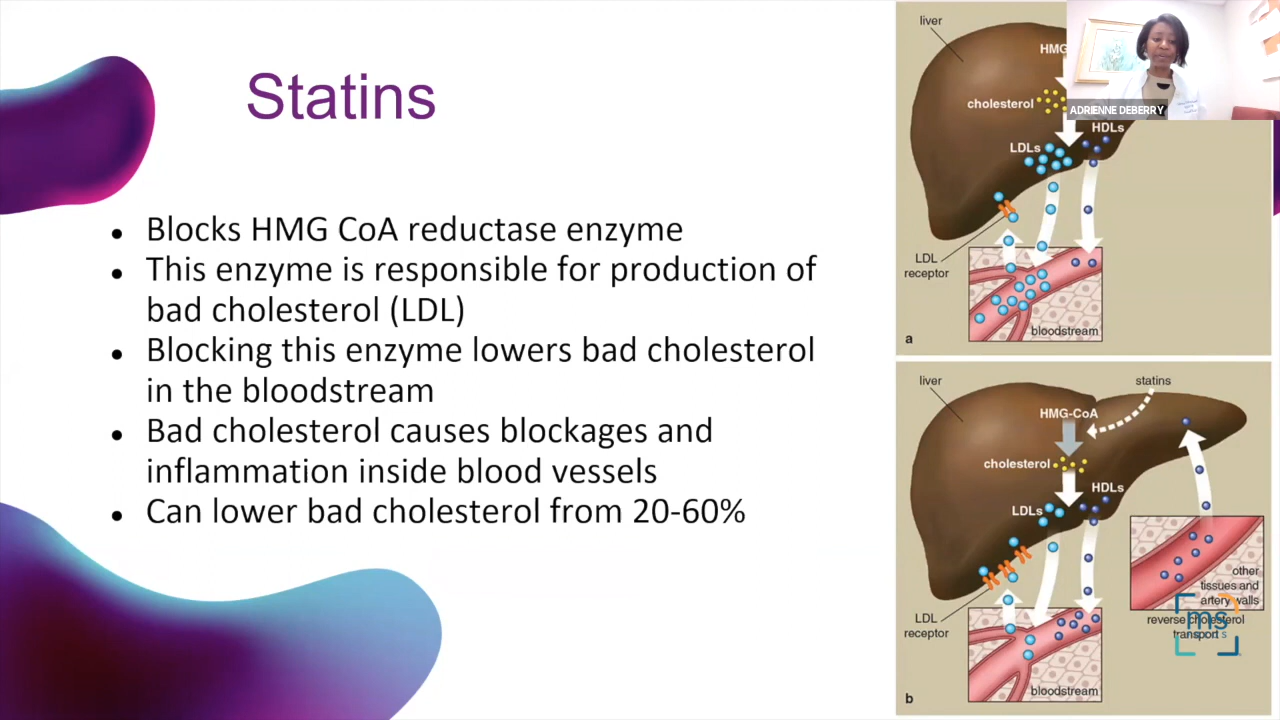 Statins
Blocks HMG CoA reductase enzyme
This enzyme is responsible for production of
bad cholesterol (LDL)
Blocking this enzyme lowers bad cholesterol
in the bloodstream
Bad cholesterol causes blockages and
inflammation inside blood vessels
Can lower bad cholesterol from 20-60%
liver
HMG
cholesterol
HDLs
LDLs
LDL
receptor
bloodstream
a
ADRIENNE DEBERRY
liver
statins
HMG-CoA
cholesterol
HDLs
LDLs
LDL
receptor
bloodstream
other
tissues and
artery walls
reverse cholesterol
transport
b
ms